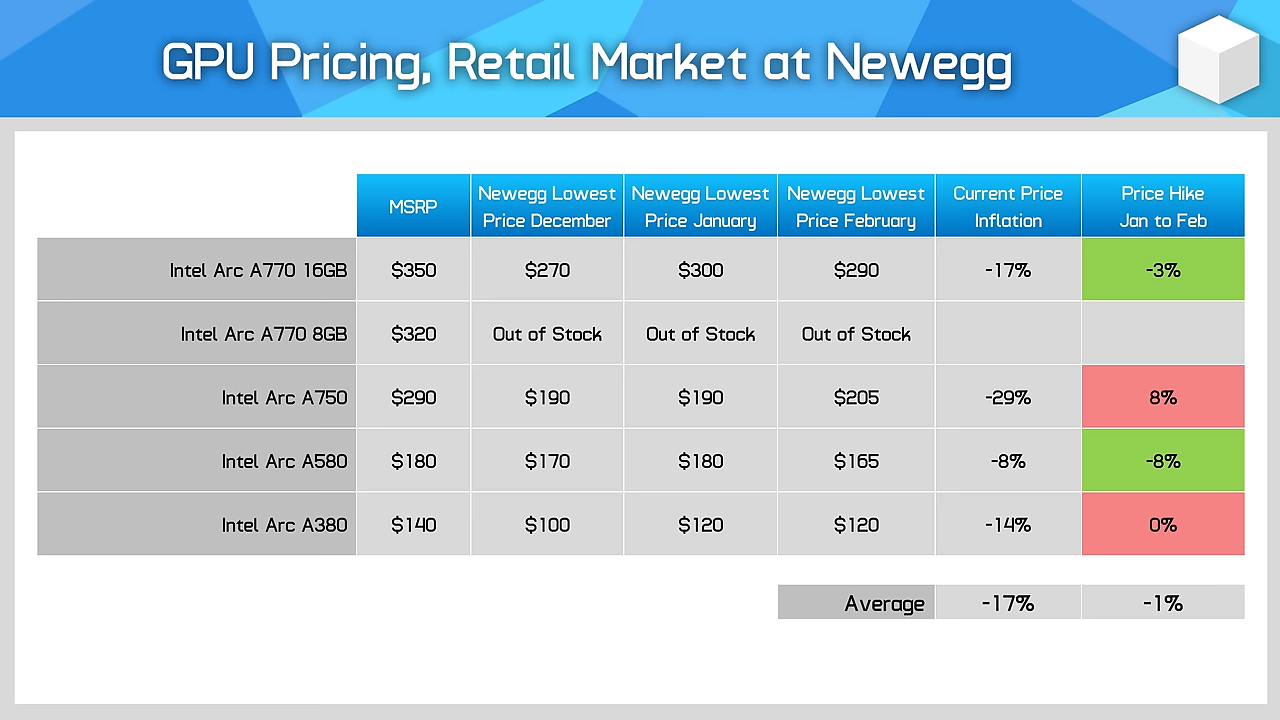 GPU Pricing, Retail Market at Newegg
MSRP
Newegg Lowest
Price December
Newegg Lowest
Price January
Newegg Lowest
Price February
Current Price
Inflation
Price Hike
Jan to Feb
Intel Arc A770 16GB $350 $270 $300 $290 -17% -3%
Intel Arc A770 8GB $320 Out of Stock Out of Stock Out of Stock
Intel Arc A750 $290 $190 $190 $205 -29% 8%
Intel Arc A580 $180 $170 $180 $165 -8% -8%
Intel Arc A380 $140 $100 $120 $120 -14% 0%
Average -17% -1%